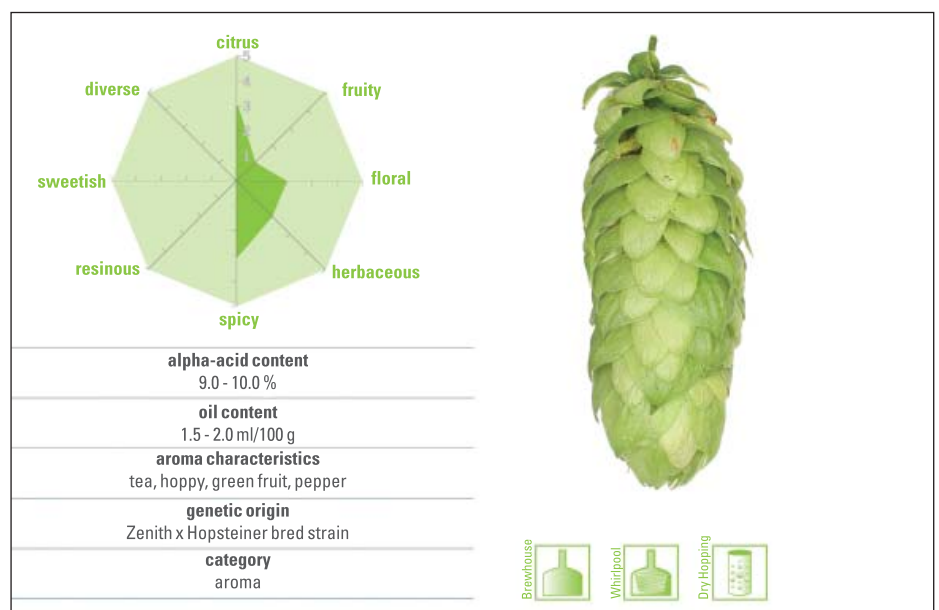 citrus
5
4
3
2
1
diverse
fruity
sweetish
floral
resinous
herbaceous
spicy
alpha-acid content
9.0 - 10.0 %
oil content
1.5 - 2.0 ml/100 g
aroma characteristics
tea, hoppy, green fruit, pepper
genetic origin
Zenith x Hopsteiner bred strain
category
aroma
Brewhouse
Whirlpool
Dry Hopping